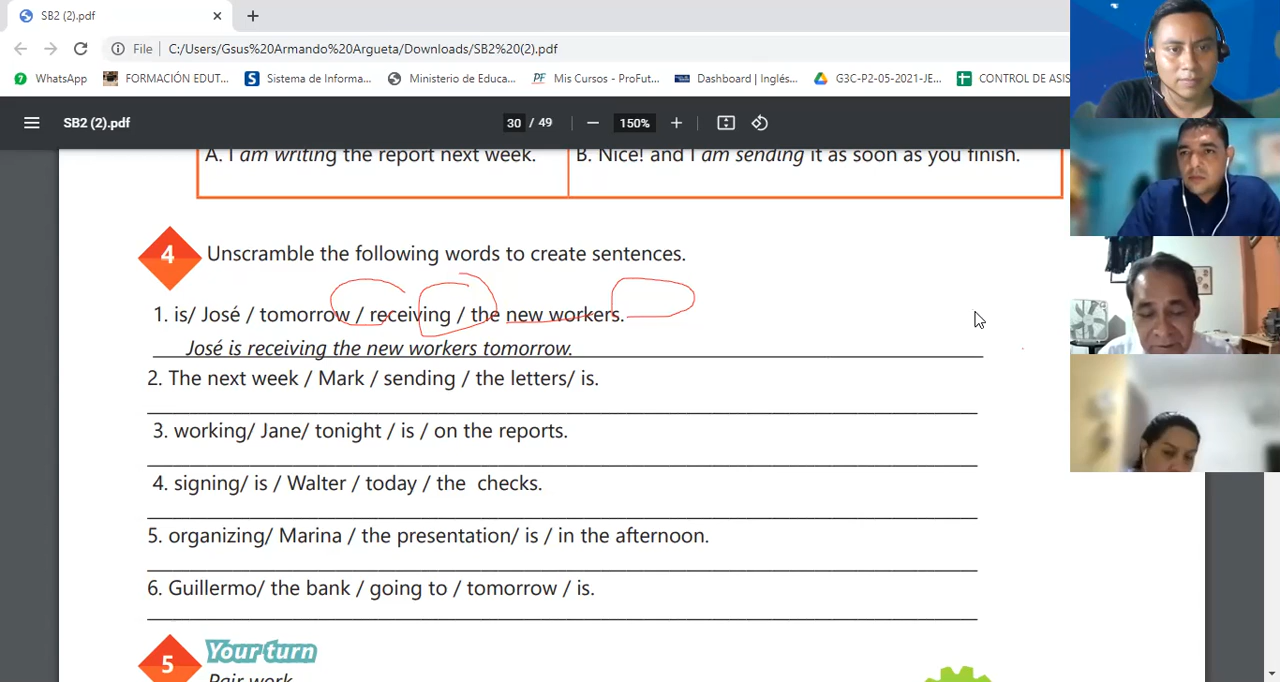 SB2 (2).pdf
File C:/Users/Gsus%20Armando%20Argueta/Downloads/SB2%20(2).pdf
WhatsApp FORMACIÓN EDUT... Sistema de Informa... Ministerio de Educa... PF Mis Cursos - ProFut... Dashboard | Inglés... G3C-P2-05-2021-JE... CONTROL DE ASIS
SB2 (2).pdf 30 / 49 150%
A. I am writing the report next week. B. Nice! and I am sending it as soon as you finish.
4 Unscramble the following words to create sentences.
1. is/ José / tomorrow / receiving / the new workers.
José is receiving the new workers tomorrow.
2. The next week / Mark / sending / the letters/ is.
3. working/ Jane/ tonight / is / on the reports.
4. signing/ is / Walter / today / the checks.
5. organizing/ Marina / the presentation/ is / in the afternoon.
6. Guillermo/ the bank / going to / tomorrow / is.
5 Your turn
Pair work